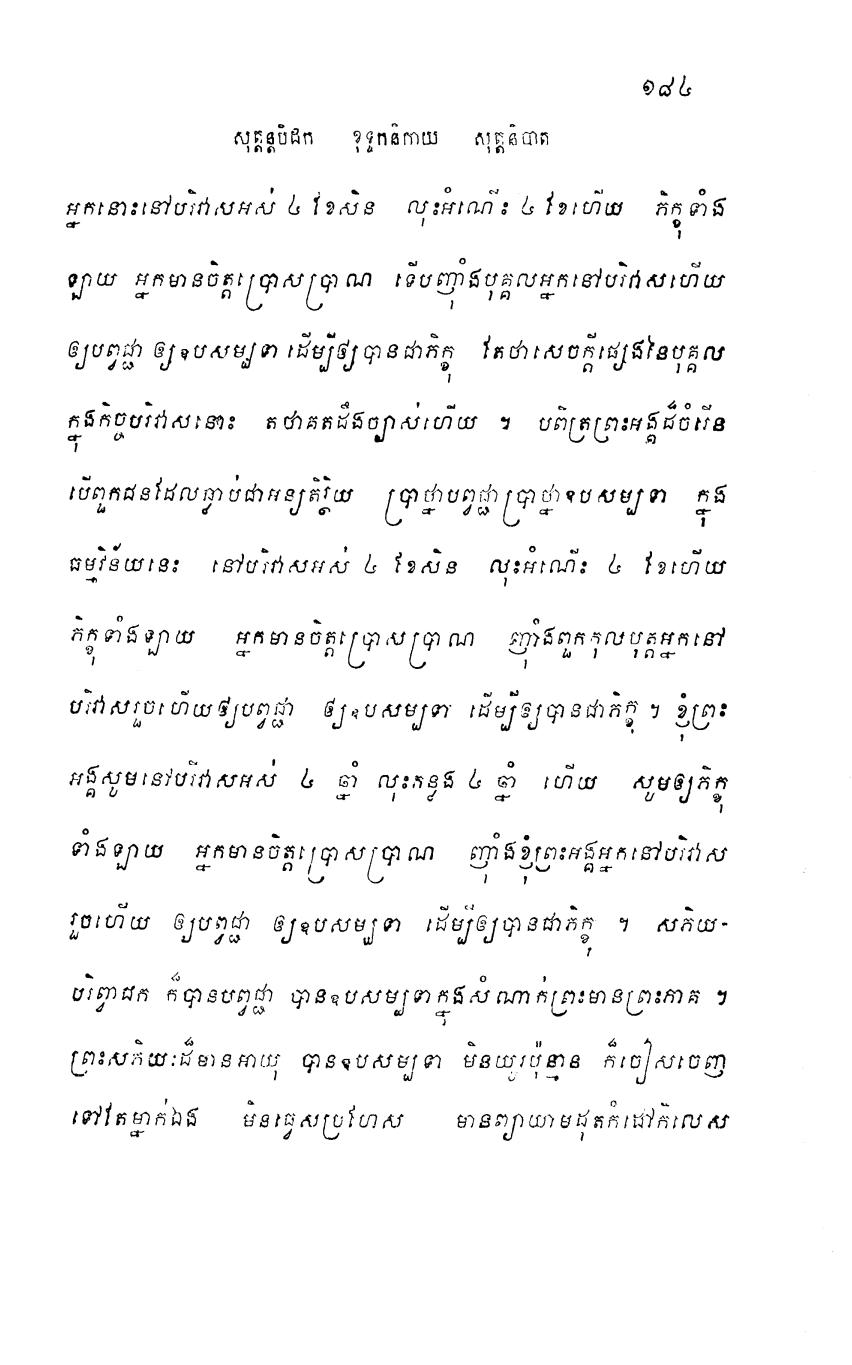 ១៨៤
សុត្តន្តបិដក ខុទ្ទកនិកាយ សុត្តនិបាត
អ្នកនោះនៅបរិវាសអស់ ៤ ខែសិន លុះអំណើះ ៤ ខែហើយ ភិក្ខុទាំង
ឡាយ អ្នកមានចិត្តប្រោសប្រាណ ទើបញ៉ាំងបុគ្គលអ្នកនៅបរិវាសហើយ
ឲ្យបព្វជ្ជា ឲ្យឧបសម្បទា ដើម្បីឲ្យបានជាភិក្ខុ តែថាសេចក្តីផ្សេងនៃបុគ្គល
ក្នុងកិច្ចបរិវាសនោះ តថាគតដឹងច្បាស់ហើយ ។ បពិត្រព្រះអង្គដ៏ចំរើន
បើពួកជនដែលធ្លាប់ជាអន្យតិរ្ថិយ ប្រាថ្នាបព្វជ្ជាប្រាថ្នាឧបសម្បទា ក្នុង
ធម្មវិន័យនេះ នៅបរិវាសអស់ ៤ ខែសិន លុះអំណើះ ៤ ខែហើយ
ភិក្ខុទាំងឡាយ អ្នកមានចិត្តប្រោសប្រាណ ញ៉ាំងពួកកុលបុត្តអ្នកនៅ
បរិវាសរួចហើយឲ្យបព្វជ្ជា ឲ្យឧបសម្បទា ដើម្បីឲ្យបានជាភិក្ខុ ។ ខ្ញុំព្រះ
អង្គសូមនៅបរិវាសអស់ ៤ ឆ្នាំ លុះកន្លង ៤ ឆ្នាំ ហើយ សូមឲ្យភិក្ខុ
ទាំងឡាយ អ្នកមានចិត្តប្រោសប្រាណ ញ៉ាំងខ្ញុំព្រះអង្គអ្នកនៅបរិវាស
រួចហើយ ឲ្យបព្វជ្ជា ឲ្យឧបសម្បទា ដើម្បីឲ្យបានជាភិក្ខុ ។ សភិយ-
បរិព្វាជក ក៏បានបព្វជ្ជា បានឧបសម្បទាក្នុងសំណាក់ព្រះមានព្រះភាគ ។
ព្រះសភិយៈដ៏មានអាយុ បានឧបសម្បទា មិនយូរប៉ុន្មាន ក៏ចៀសចេញ
ទៅតែម្នាក់ឯង មិនធ្វេសប្រហែស មានព្យាយាមដុតកំដៅកិលេស